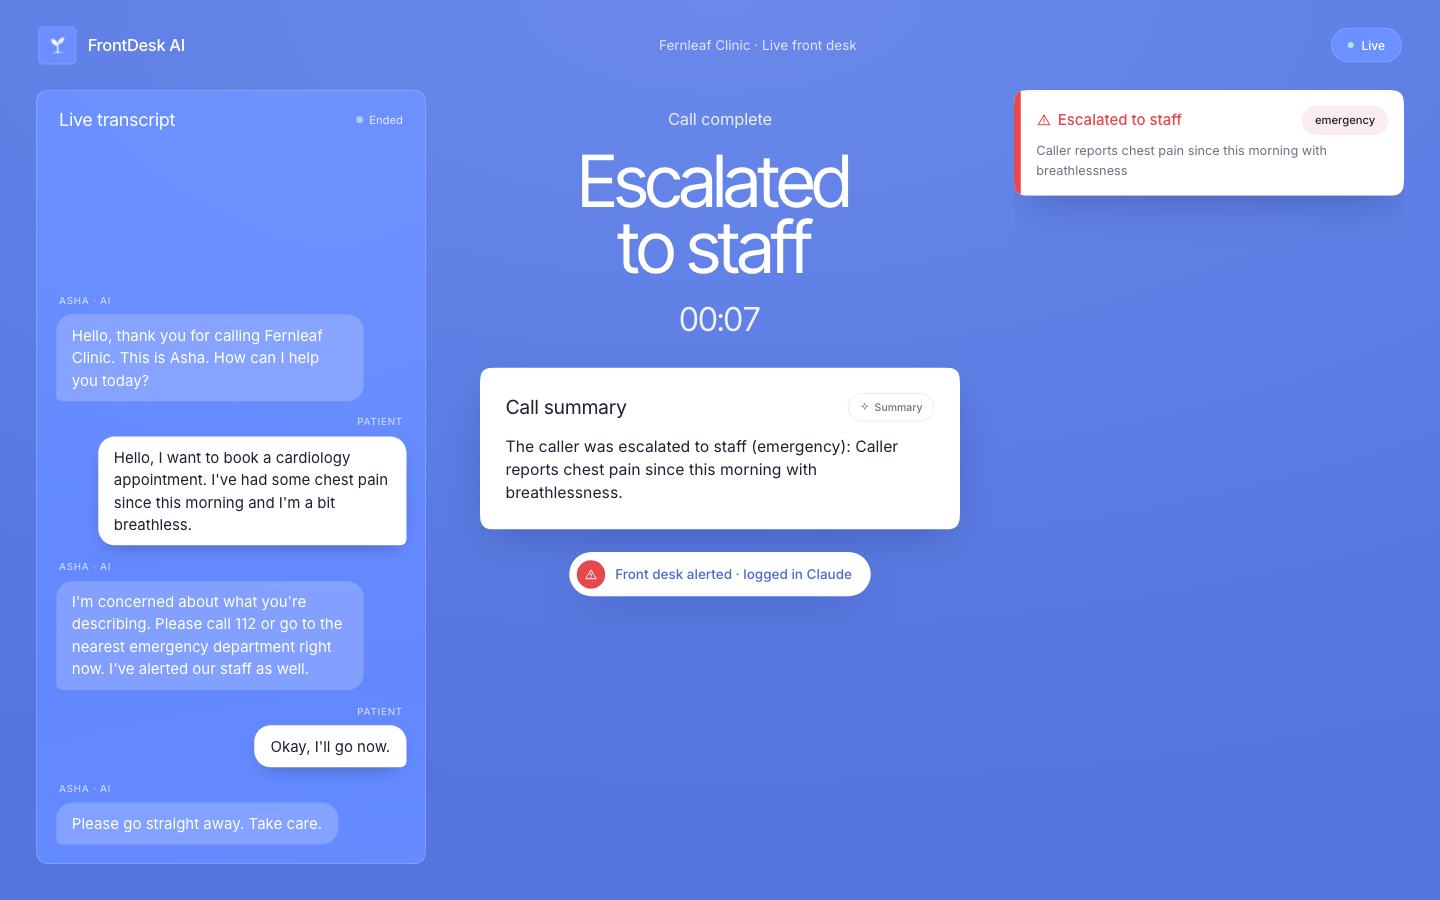 FrontDesk AI
Fernleaf Clinic · Live front desk
Live
Live transcript
Ended
ASHA · AI
Hello, thank you for calling Fernleaf
Clinic. This is Asha. How can I help
you today?
PATIENT
Hello, I want to book a cardiology
appointment. I've had some chest pain
since this morning and I'm a bit
breathless.
ASHA · AI
I'm concerned about what you're
describing. Please call 112 or go to the
nearest emergency department right
now. I've alerted our staff as well.
PATIENT
Okay, I'll go now.
ASHA · AI
Please go straight away. Take care.
Call complete
Escalated
to staff
00:07
Call summary
Summary
The caller was escalated to staff (emergency): Caller
reports chest pain since this morning with
breathlessness.
Front desk alerted · logged in Claude
Escalated to staff
emergency
Caller reports chest pain since this morning with
breathlessness